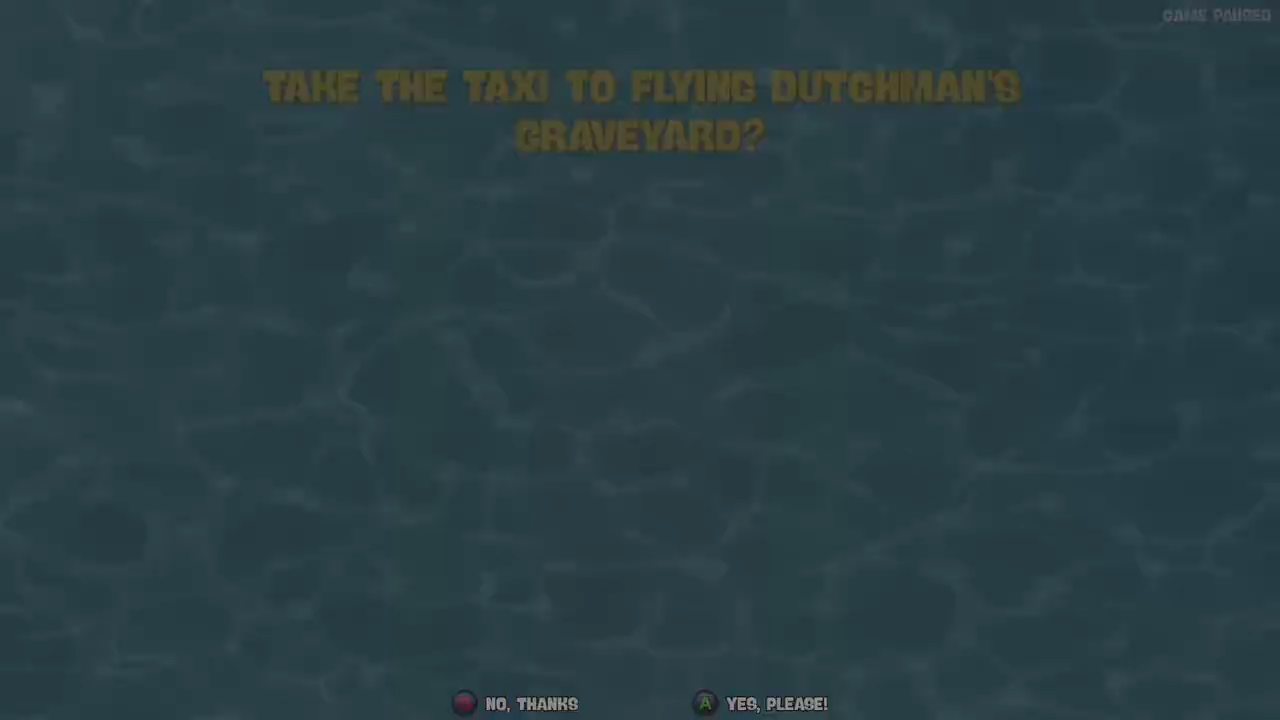 GAME PAUSED
TAKE THE TAXI TO FLYING DUTCHMAN'S
GRAVEYARD?
NO, THANKS
A YES, PLEASE!